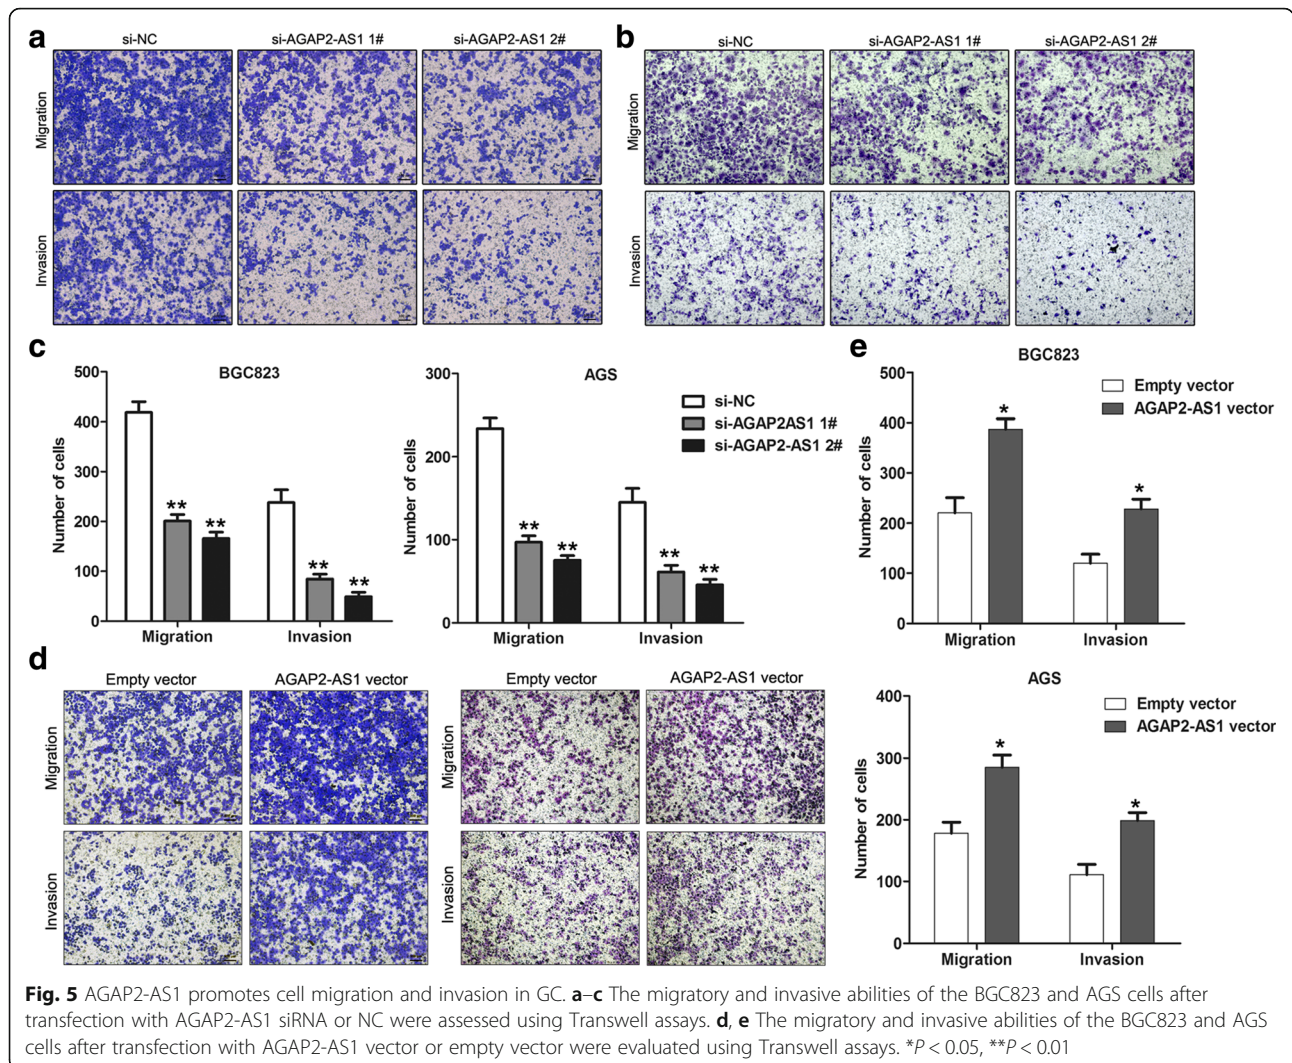 a
si-NC si-AGAP2-AS1 1# si-AGAP2-AS1 2#
Migration
Invasion
b
si-NC si-AGAP2-AS1 1# si-AGAP2-AS1 2#
Migration
Invasion
c
BGC823
Number of cells
500
400
300
200
100
0
** **
** **
Migration Invasion
AGS
Number of cells
300
200
100
0
** **
** **
Migration Invasion
si-NC
si-AGAP2AS1 1#
si-AGAP2-AS1 2#
d
Empty vector AGAP2-AS1 vector
Migration
Invasion
Empty vector AGAP2-AS1 vector
Migration
Invasion
e
BGC823
Number of cells
500
400
300
200
100
0
*
*
Migration Invasion
Empty vector
AGAP2-AS1 vector
AGS
Number of cells
400
300
200
100
0
*
*
Migration Invasion
Empty vector
AGAP2-AS1 vector
Fig. 5 AGAP2-AS1 promotes cell migration and invasion in GC. a–c The migratory and invasive abilities of the BGC823 and AGS cells after
transfection with AGAP2-AS1 siRNA or NC were assessed using Transwell assays. d, e The migratory and invasive abilities of the BGC823 and AGS
cells after transfection with AGAP2-AS1 vector or empty vector were evaluated using Transwell assays. *P < 0.05, **P < 0.01